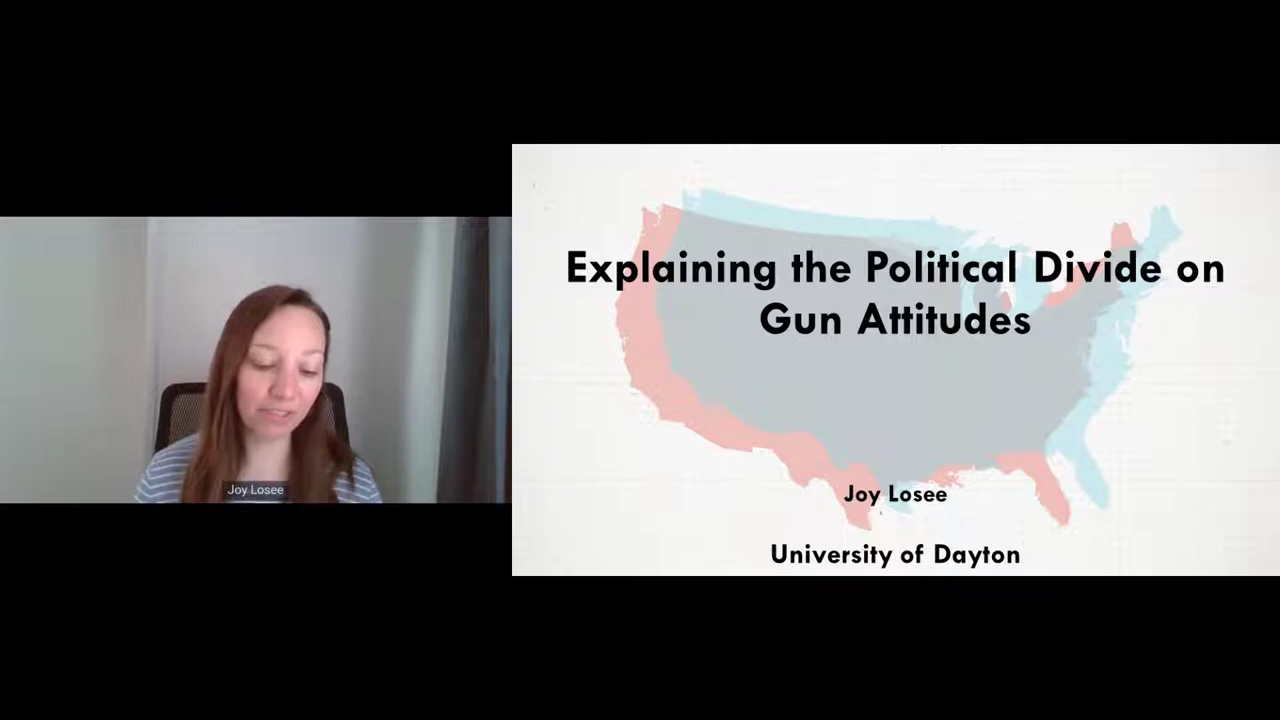 Joy Losee
Explaining the Political Divide on
Gun Attitudes
Joy Losee
University of Dayton